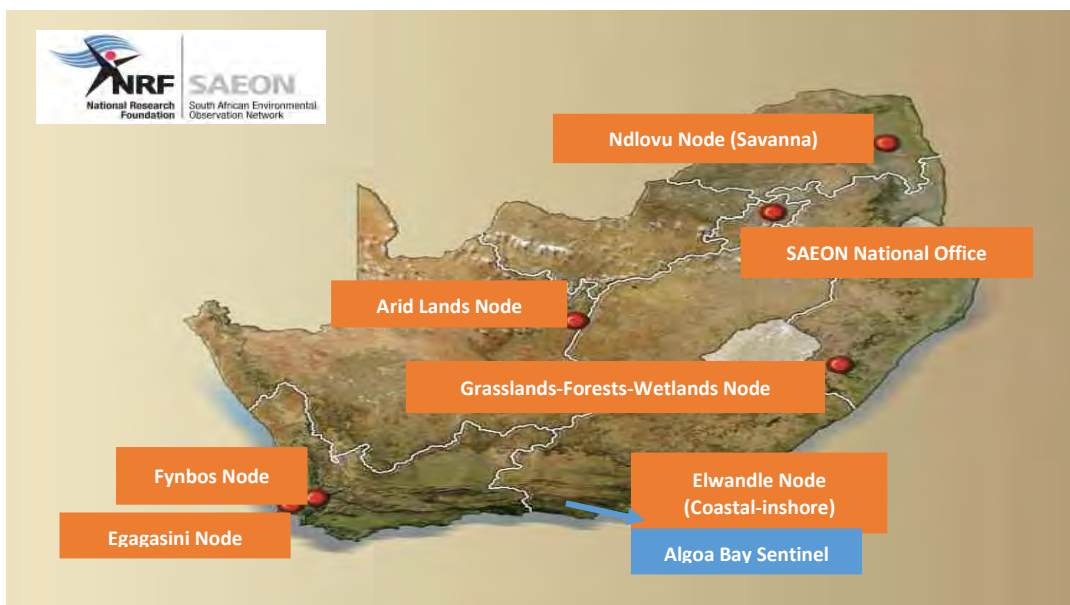 NRF
National Research
Foundation
SAEON
South African Environmental
Observation Network
Ndlovu Node (Savanna)
SAEON National Office
Arid Lands Node
Grasslands-Forests-Wetlands Node
Fynbos Node
Egagasini Node
Elwandle Node
(Coastal-inshore)
Algoa Bay Sentinel